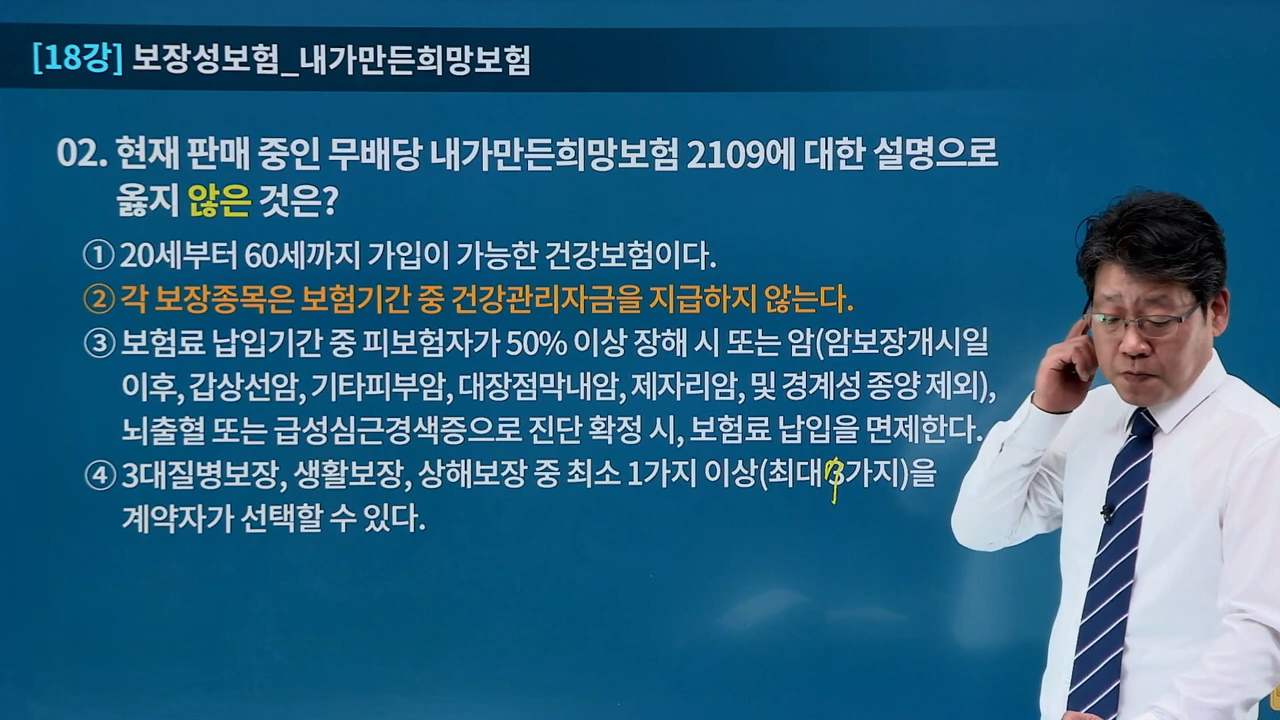 [18강] 보장성보험_내가만든희망보험
02. 현재 판매 중인 무배당 내가만든희망보험 2109에 대한 설명으로
옳지 않은 것은?
① 20세부터 60세까지 가입이 가능한 건강보험이다.
② 각 보장종목은 보험기간 중 건강관리자금을 지급하지 않는다.
③ 보험료 납입기간 중 피보험자가 50% 이상 장해 시 또는 암(암보장개시일
이후, 갑상선암, 기타피부암, 대장점막내암, 제자리암, 및 경계성 종양 제외),
뇌출혈 또는 급성심근경색증으로 진단 확정 시, 보험료 납입을 면제한다.
④ 3대질병보장, 생활보장, 상해보장 중 최소 1가지 이상(최대 3가지)을
계약자가 선택할 수 있다.